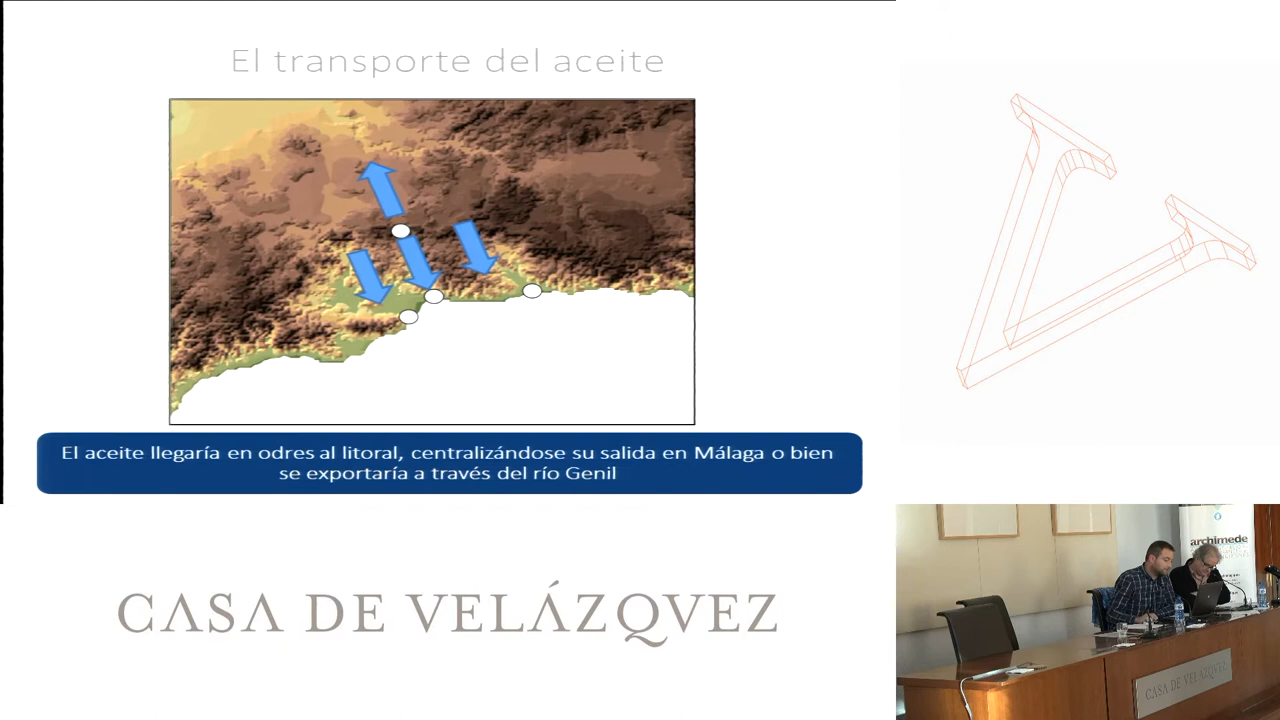 El transporte del aceite
El aceite llegaría en odres al litoral, centralizándose su salida en Málaga o bien
se exportaría a través del río Genil
CASA DE VELÁZQVEZ
archimede
CASA DE VELÁZQVEZ